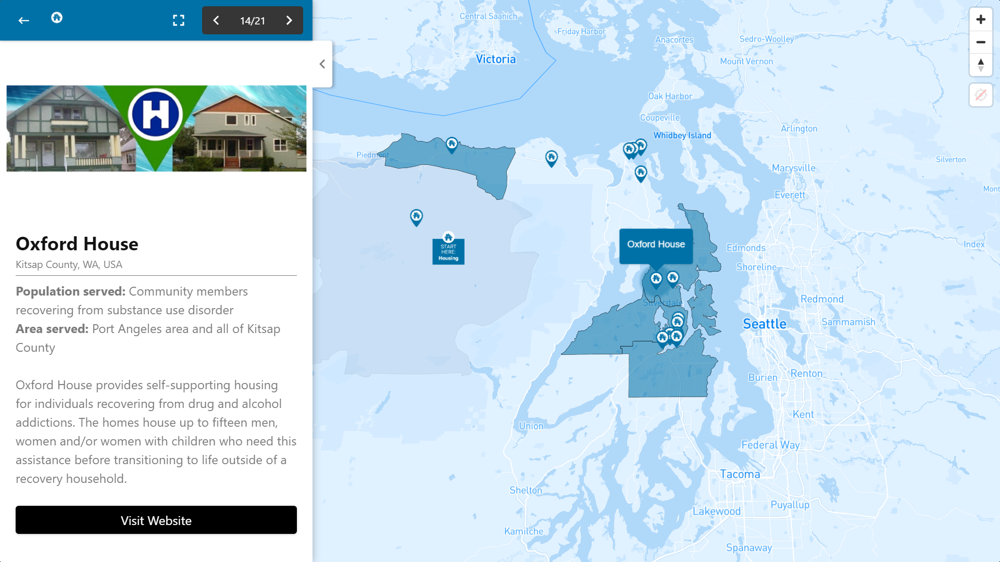 14/21
Oxford House
Kitsap County, WA, USA
Population served: Community members
recovering from substance use disorder
Area served: Port Angeles area and all of Kitsap
County
Oxford House provides self-supporting housing
for individuals recovering from drug and alcohol
addictions. The homes house up to fifteen men,
women and/or women with children who need this
assistance before transitioning to life outside of a
recovery household.
Visit Website
Central Saanich
Friday Harbor
Anacortes
Sedro-Woolley
Victoria
Mount Vernon
Oak Harbor
Coupeville
Arlington
Whidbey Island
Piedmont
Silverton
Marysville
Mont
Everett
START
HERE:
Housing
Oxford House
Edmonds
Index
Shoreline
Silverdale
Redmond
Seattle
Sammamish
Burien
Renton
Kent
Union
Federal Way
Tacoma
Shelton
Puyallup
Lakewood
Kamilche
Spanaway